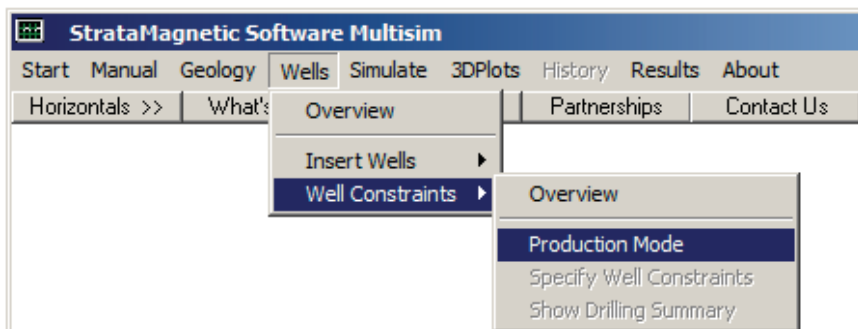 StrataMagnetic Software Multisim
Start Manual Geology Wells Simulate 3DPlots History Results About
Horizontals >> What's Partnerships Contact Us
Overview
Insert Wells
Well Constraints
Overview
Production Mode
Specify Well Constraints
Show Drilling Summary